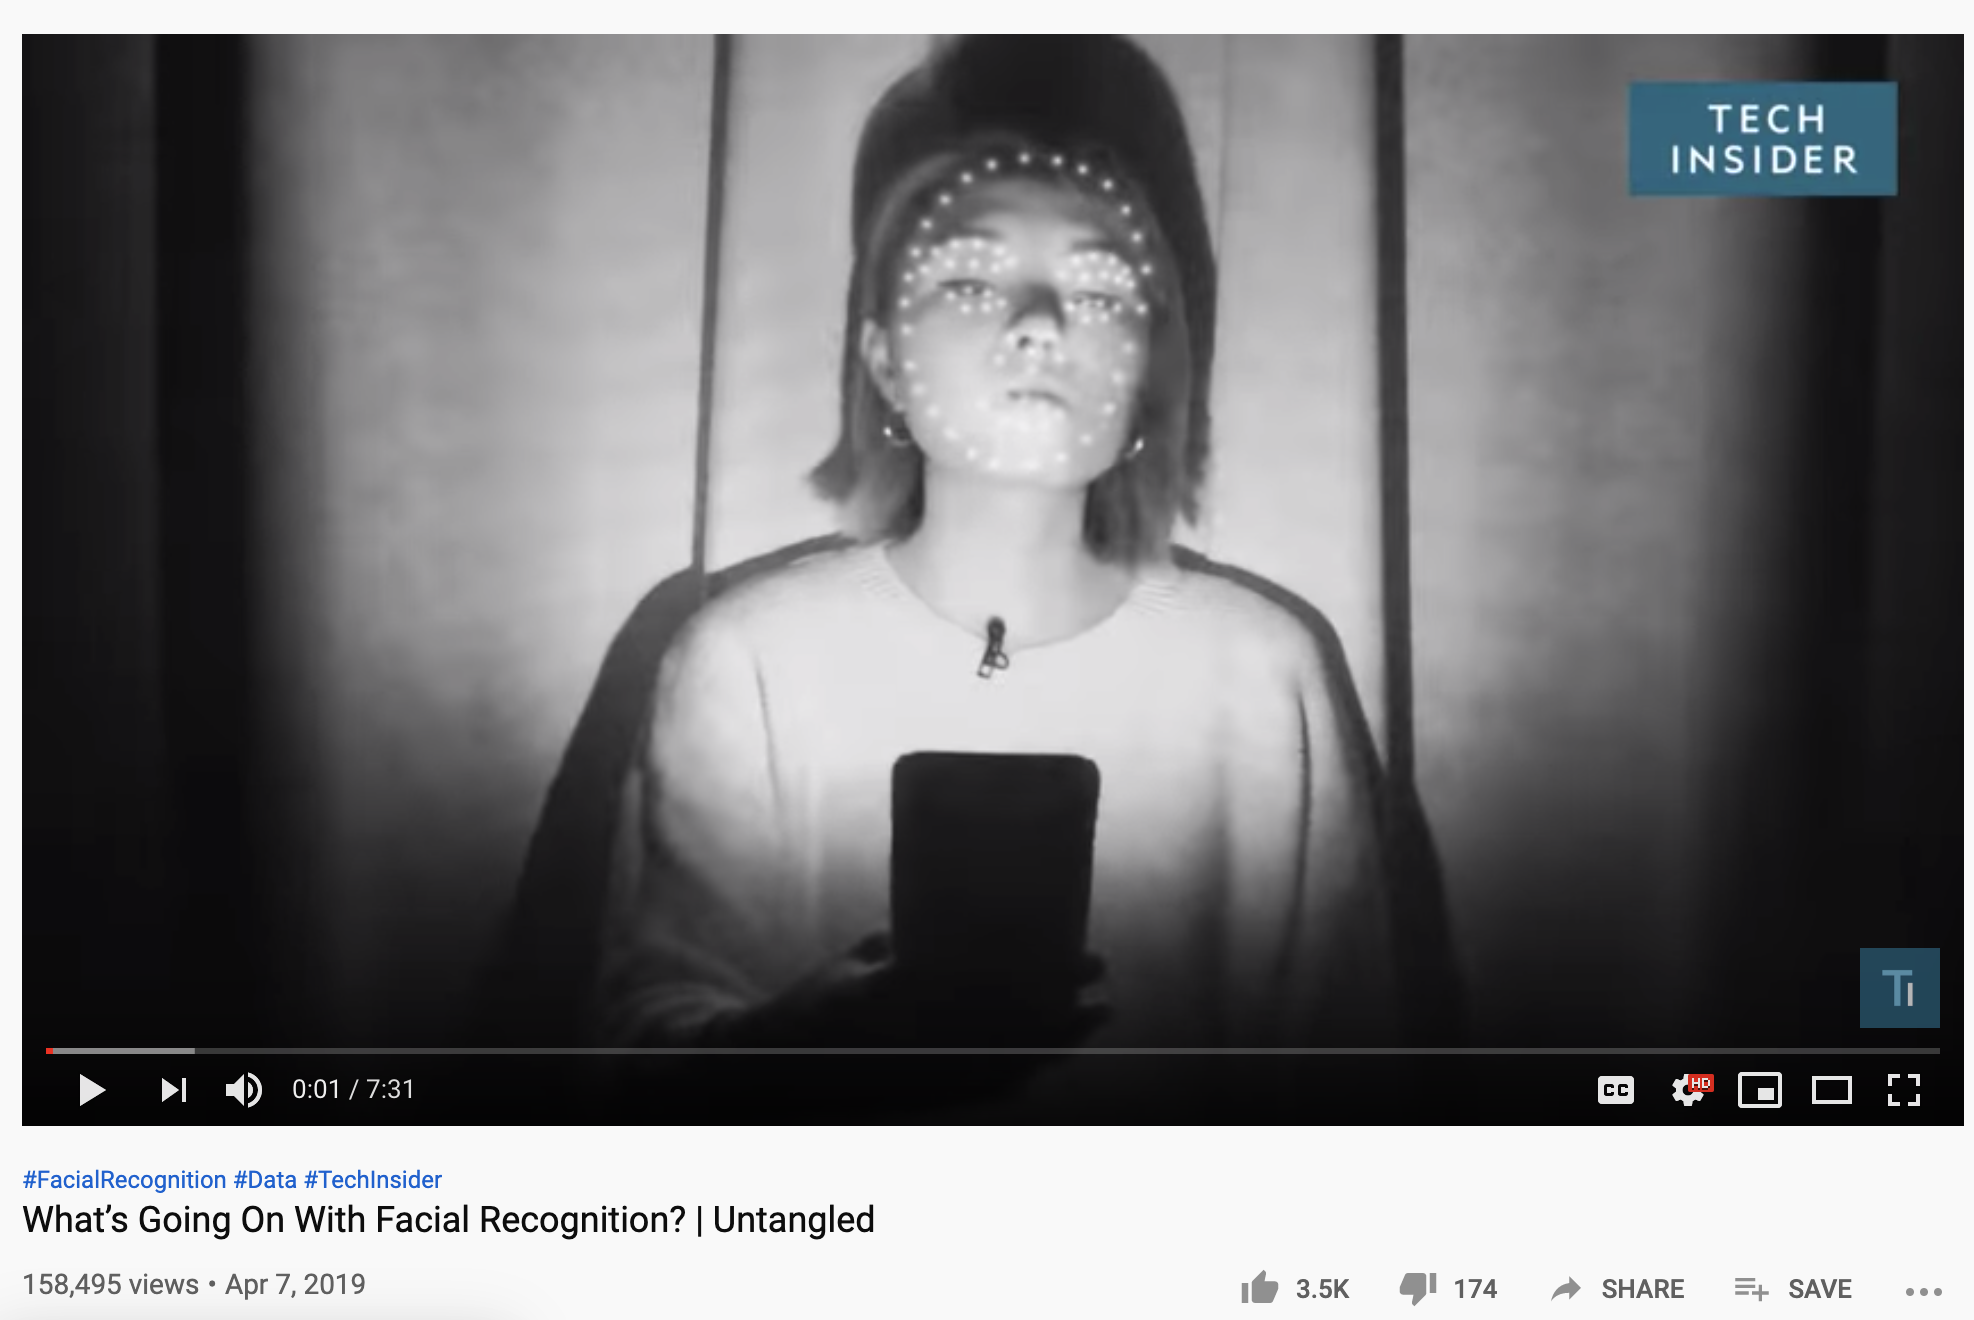 TECH
INSIDER
TI
0:01 / 7:31
CC
HD
#FacialRecognition #Data #TechInsider
What's Going On With Facial Recognition? | Untangled
158,495 views • Apr 7, 2019
3.5K
174
SHARE
SAVE